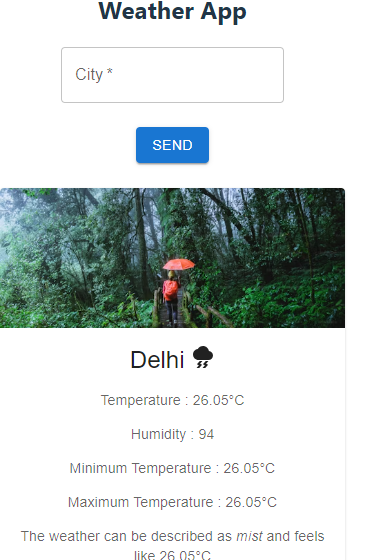 Weather App
City *
SEND
Delhi
Temperature : 26.05°C
Humidity : 94
Minimum Temperature : 26.05°C
Maximum Temperature : 26.05°C
The weather can be described as mist and feels
like 26.05°C